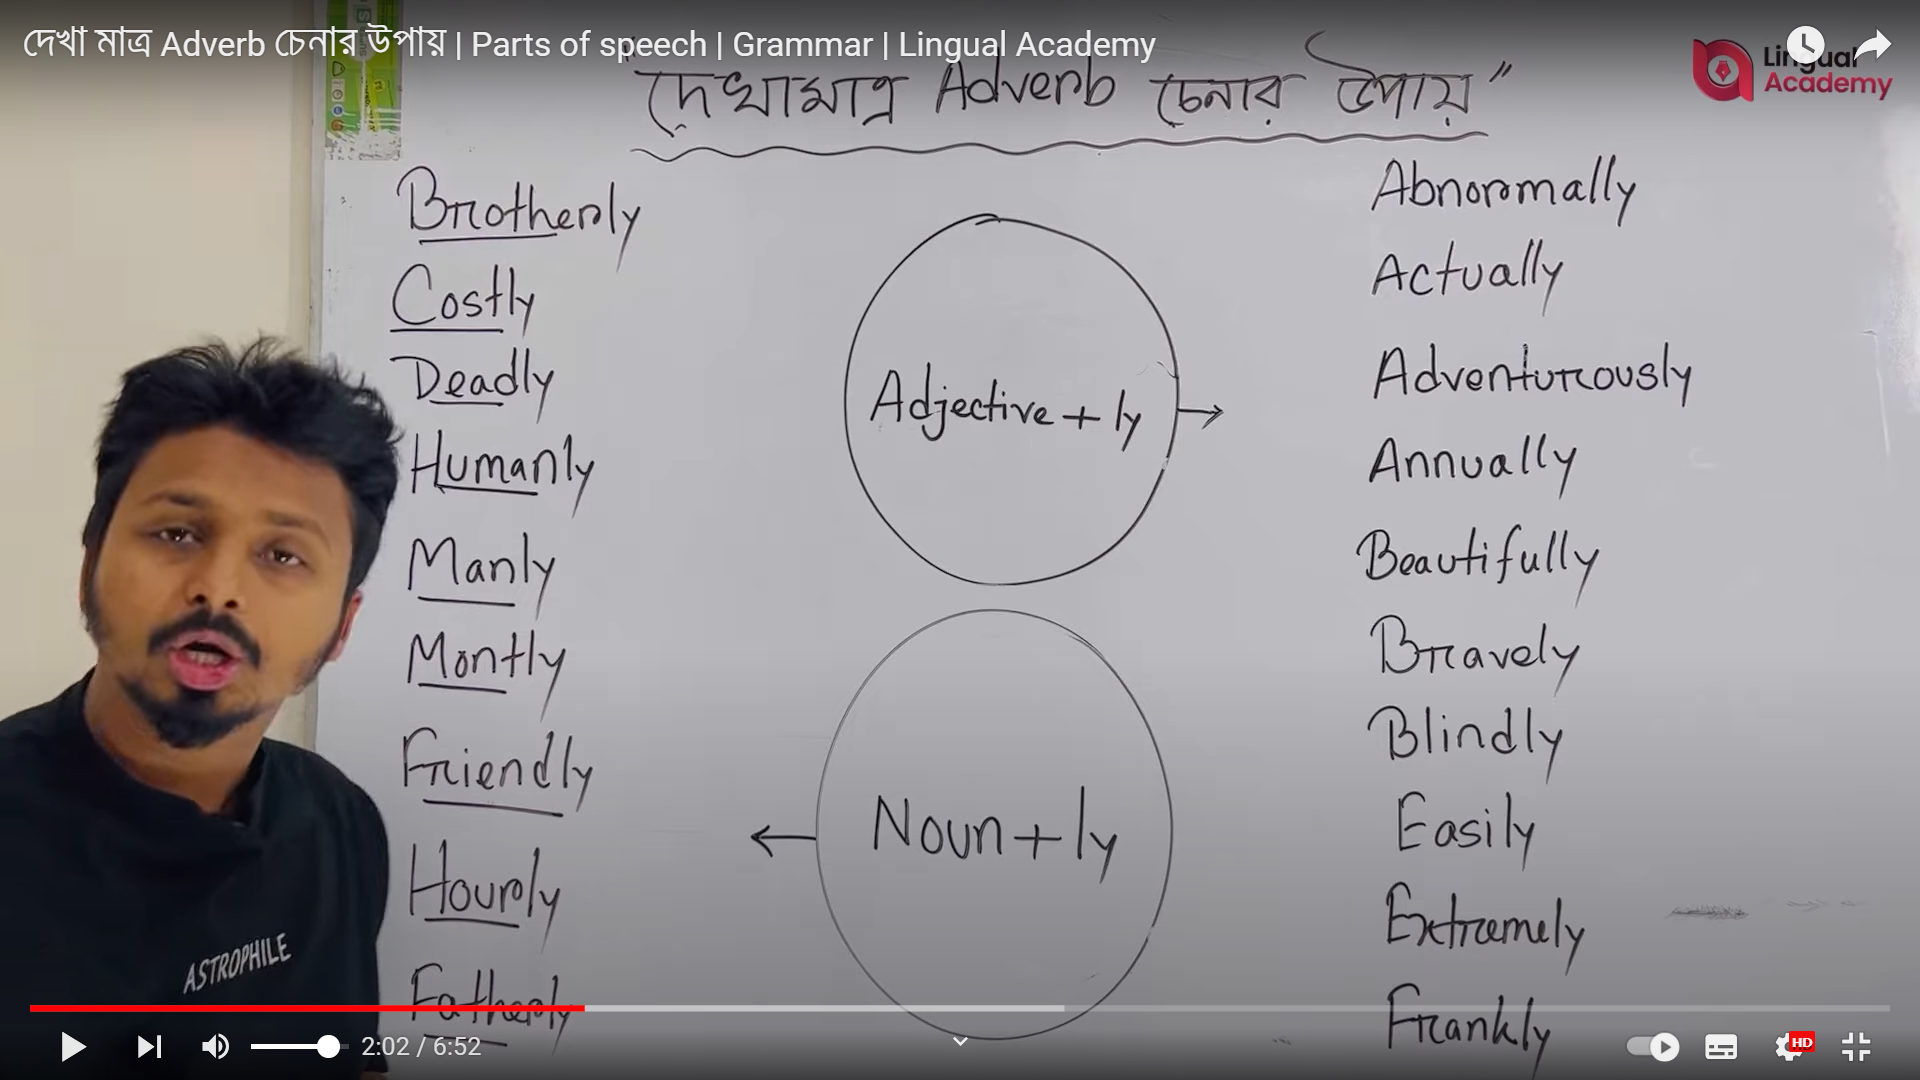 দেখা মাত্র Adverb চেনার উপায় | Parts of speech | Grammar | Lingual Academy
Lingual
Academy
"দেখামাত্র Adverb চেনার উপায়"
Brotherly
Costly
Deadly
Humanly
Manly
Montly
Friendly
Hourly
Fatherly
Adjective + ly
Noun + ly
Abnormally
Actually
Adventurously
Annually
Beautifully
Bravely
Blindly
Easily
Extremely
Frankly
ASTROPHILE
2:02 / 6:52
HD